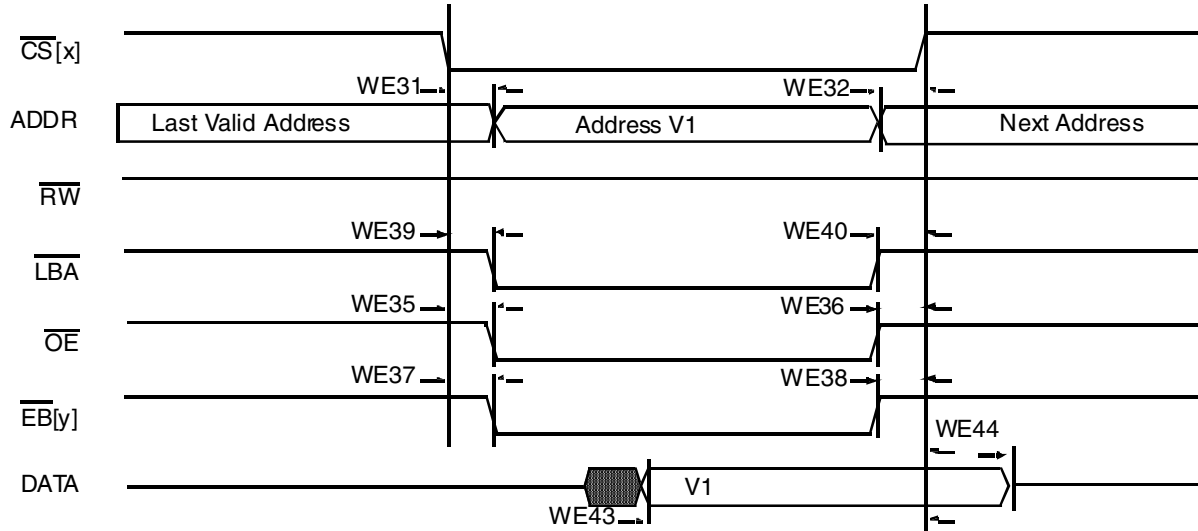 CS[x]
WE31
WE32
ADDR
Last Valid Address
Address V1
Next Address
RW
WE39
WE40
LBA
WE35
WE36
OE
WE37
WE38
EB[y]
WE44
DATA
V1
WE43